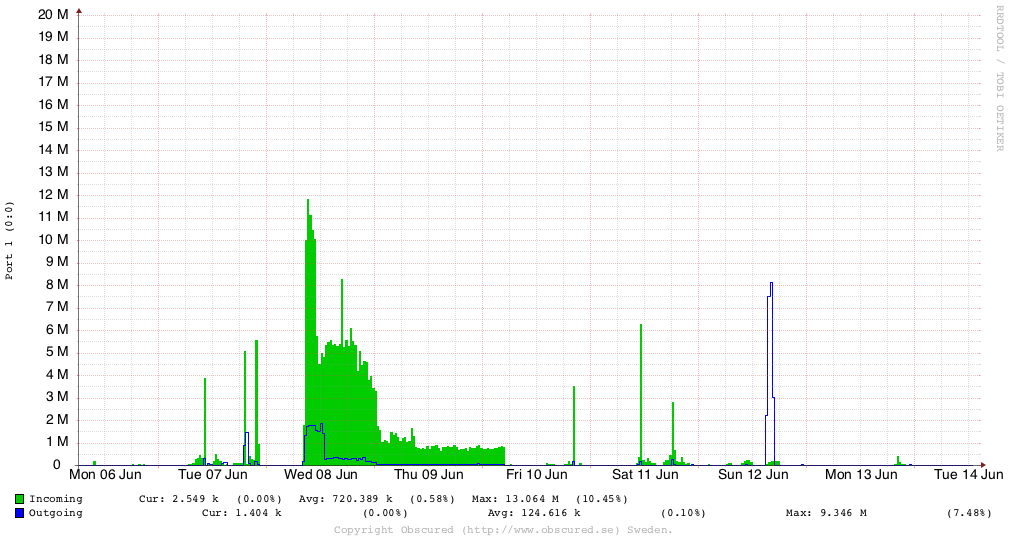 20 M
19 M
18 M
17 M
16 M
15 M
14 M
13 M
12 M
11 M
10 M
9 M
8 M
7 M
6 M
5 M
4 M
3 M
2 M
1 M
0
Port 1 (0:0)
RRDTOOL / TOBI OETIKER
Mon 06 Jun Tue 07 Jun Wed 08 Jun Thu 09 Jun Fri 10 Jun Sat 11 Jun Sun 12 Jun Mon 13 Jun Tue 14 Jun
Incoming Cur: 2.549 k (0.00%) Avg: 720.389 k (0.58%) Max: 13.064 M (10.45%)
Outgoing Cur: 1.404 k (0.00%) Avg: 124.616 k (0.10%) Max: 9.346 M (7.48%)
Copyright Obscured (http://www.obscured.se) Sweden.